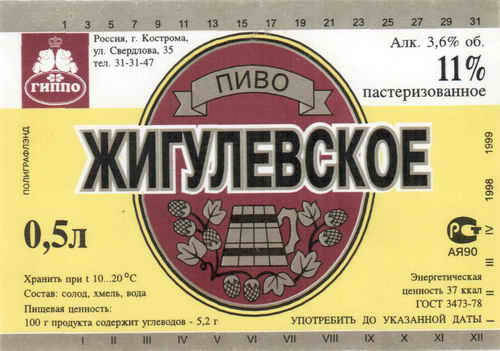 1 3 5 7 9 11 13 15 17 19 21 23 25 27 29 31
ГИППО
Россия, г. Кострома,
ул. Свердлова, 35
тел. 31-31-47
Алк. 3,6% об.
11%
пастеризованное
ПИВО
ЖИГУЛЕВСКОЕ
ПОЛИГРАФЛЭНД
1998 1999
0,5л
РСТ
АЯ90
Хранить при t 10...20°С
Состав: солод, хмель, вода
Пищевая ценность:
100 г продукта содержит углеводов - 5,2 г
Энергетическая
ценность 37 ккал
ГОСТ 3473-78
УПОТРЕБИТЬ ДО УКАЗАННОЙ ДАТЫ
I II III IV
I II III IV V VI VII VIII IX X XI XII